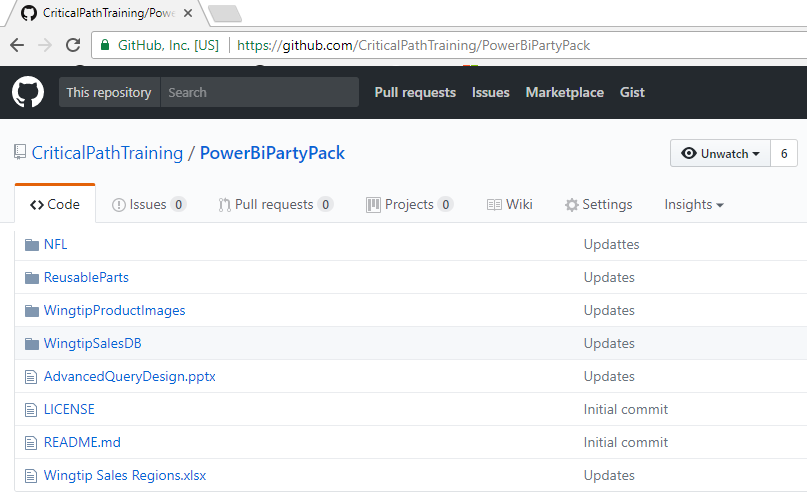 CriticalPathTraining/Powe
GitHub, Inc. [US] https://github.com/CriticalPathTraining/PowerBiPartyPack
This repository Search Pull requests Issues Marketplace Gist
CriticalPathTraining / PowerBiPartyPack Unwatch 6
Code Issues 0 Pull requests 0 Projects 0 Wiki Settings Insights
NFL Updattes
ReusableParts Updates
WingtipProductImages Updates
WingtipSalesDB Updates
AdvancedQueryDesign.pptx Updates
LICENSE Initial commit
README.md Initial commit
Wingtip Sales Regions.xlsx Updates